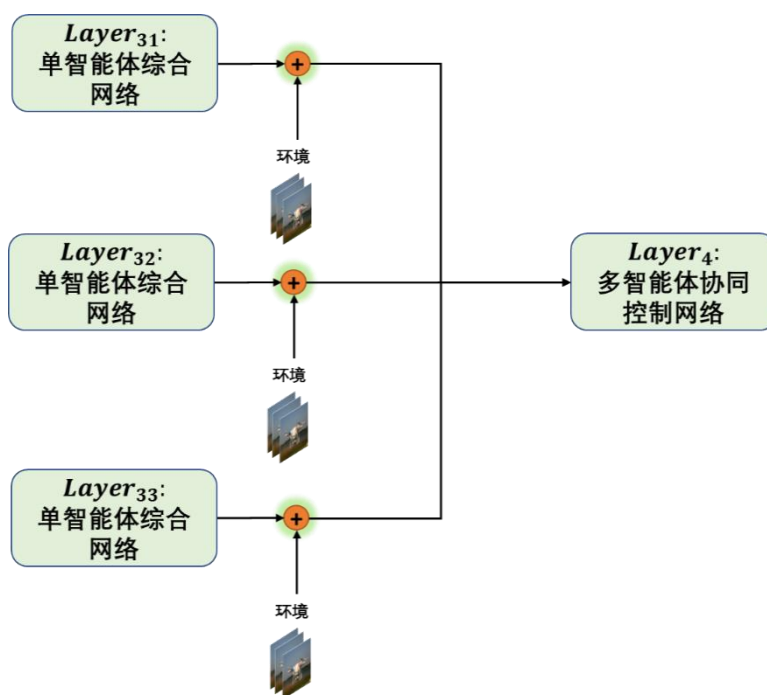 Layer₃₁:
单智能体综合
网络
+
环境
Layer₃₂:
单智能体综合
网络
+
环境
Layer₄:
多智能体协同
控制网络
Layer₃₃:
单智能体综合
网络
+
环境